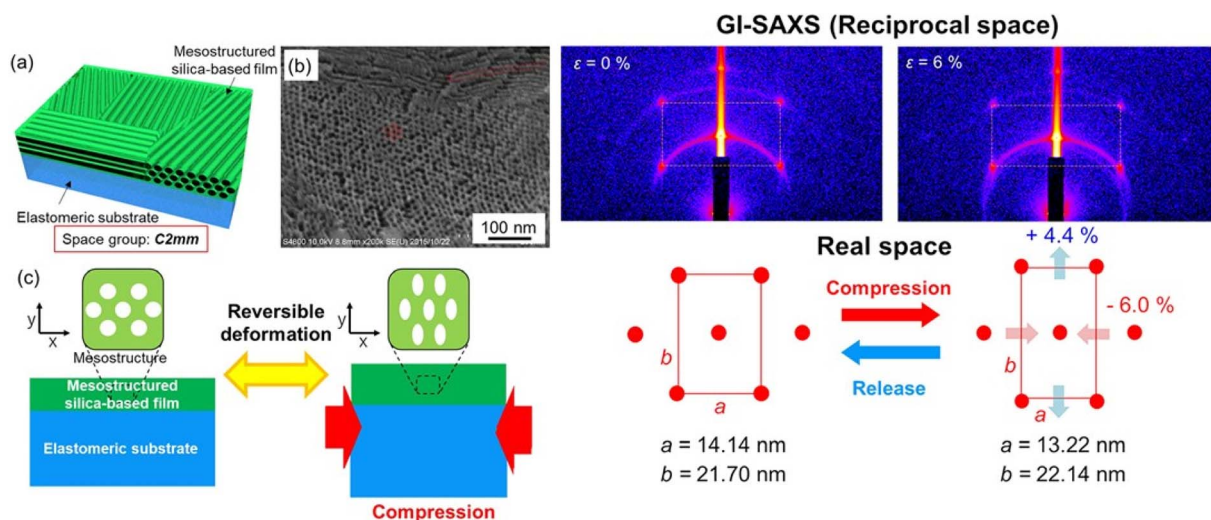 (a)
Mesostructured
silica-based film
Elastomeric substrate
Space group: C2mm
(b)
100 nm
S4800 10.0kV 8.8mm x200k SE(U) 2015/10/22
(c)
y
x
Mesostructure
Mesostructured
silica-based film
Elastomeric substrate
Reversible
deformation
y
x
Compression
GI-SAXS (Reciprocal space)
ε = 0 %
ε = 6 %
Real space
b
a
a = 14.14 nm
b = 21.70 nm
Compression
Release
+ 4.4 %
- 6.0 %
b
a
a = 13.22 nm
b = 22.14 nm